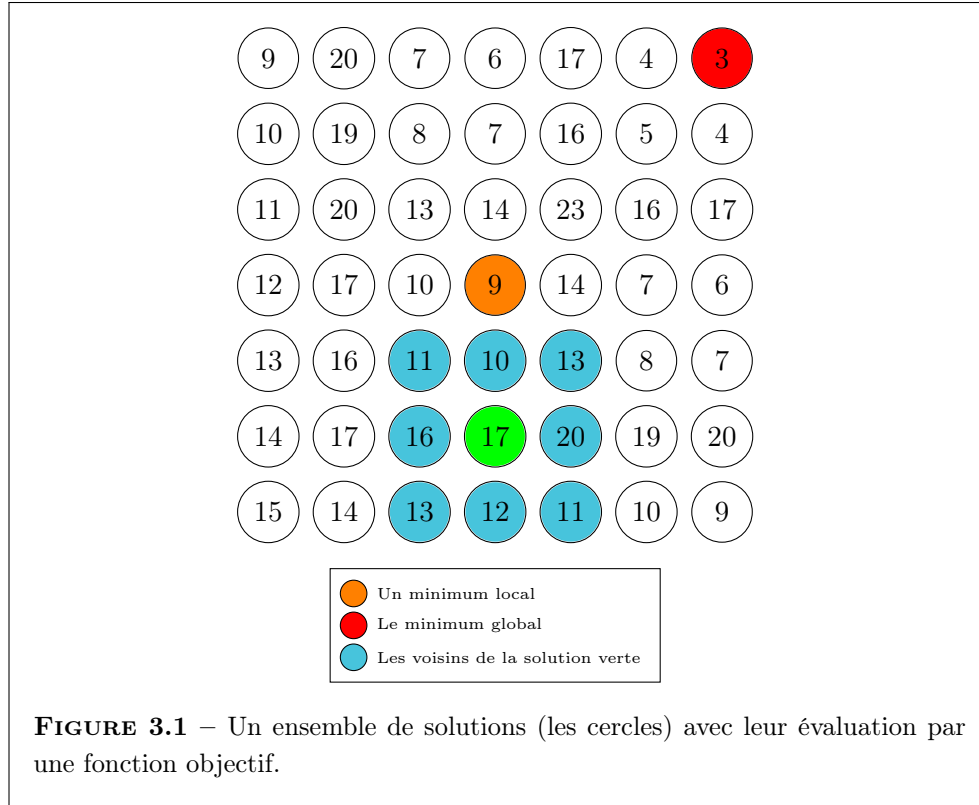 9 20 7 6 17 4 3
10 19 8 7 16 5 4
11 20 13 14 23 16 17
12 17 10 9 14 7 6
13 16 11 10 13 8 7
14 17 16 17 20 19 20
15 14 13 12 11 10 9
Un minimum local
Le minimum global
Les voisins de la solution verte
FIGURE 3.1 – Un ensemble de solutions (les cercles) avec leur évaluation par
une fonction objectif.